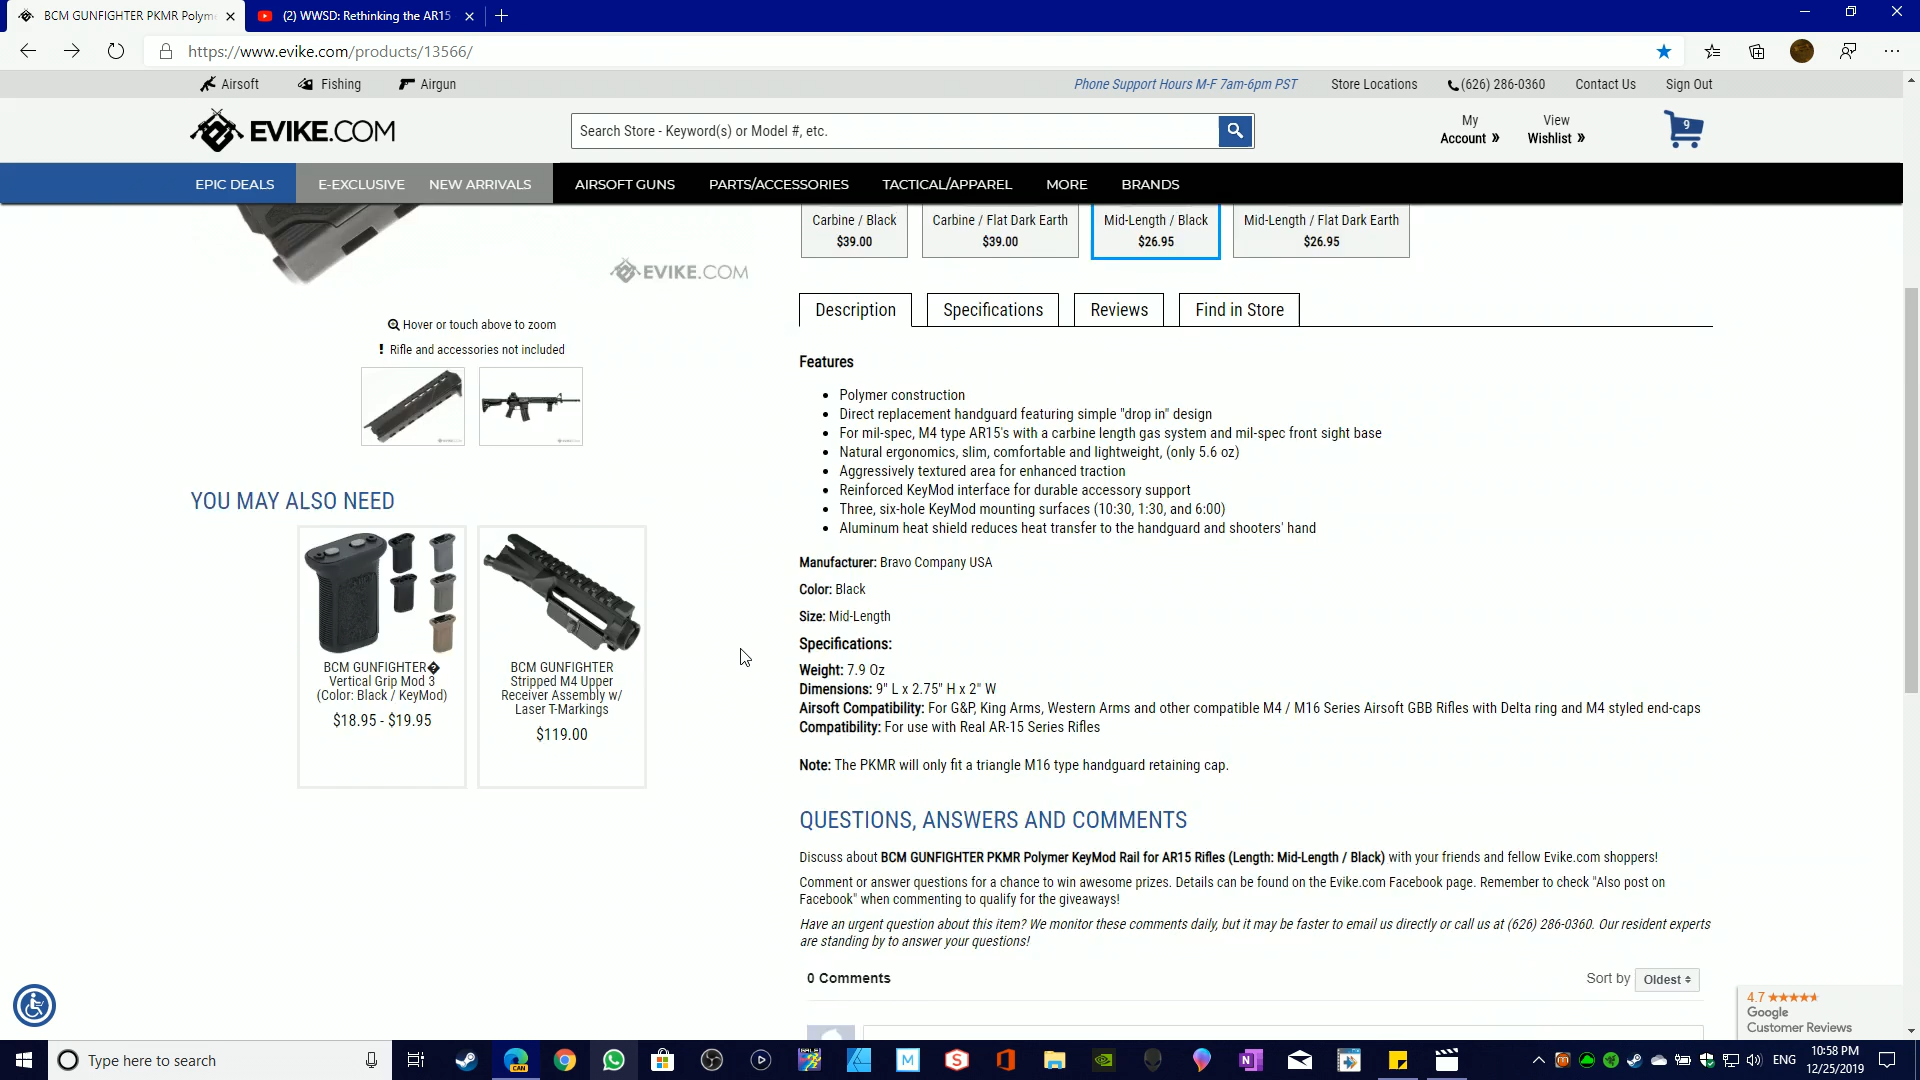 BCM GUNFIGHTER PKMR Polym
(2) WWSD: Rethinking the AR15
https://www.evike.com/products/13566/
Airsoft
Fishing
Airgun
Phone Support Hours M-F 7am-6pm PST
Store Locations
(626) 286-0360
Contact Us
Sign Out
EVIKE.COM
Search Store - Keyword(s) or Model #, etc.
My
Account »
View
Wishlist »
9
EPIC DEALS
E-EXCLUSIVE
NEW ARRIVALS
AIRSOFT GUNS
PARTS/ACCESSORIES
TACTICAL/APPAREL
MORE
BRANDS
Carbine / Black
$39.00
Carbine / Flat Dark Earth
$39.00
Mid-Length / Black
$26.95
Mid-Length / Flat Dark Earth
$26.95
EVIKE.COM
Hover or touch above to zoom
! Rifle and accessories not included
YOU MAY ALSO NEED
BCM GUNFIGHTER�
Vertical Grip Mod 3
(Color: Black / KeyMod)
$18.95 - $19.95
BCM GUNFIGHTER
Stripped M4 Upper
Receiver Assembly w/
Laser T-Markings
$119.00
Description
Specifications
Reviews
Find in Store
Features
• Polymer construction
• Direct replacement handguard featuring simple "drop in" design
• For mil-spec, M4 type AR15's with a carbine length gas system and mil-spec front sight base
• Natural ergonomics, slim, comfortable and lightweight, (only 5.6 oz)
• Aggressively textured area for enhanced traction
• Reinforced KeyMod interface for durable accessory support
• Three, six-hole KeyMod mounting surfaces (10:30, 1:30, and 6:00)
• Aluminum heat shield reduces heat transfer to the handguard and shooters' hand
Manufacturer: Bravo Company USA
Color: Black
Size: Mid-Length
Specifications:
Weight: 7.9 Oz
Dimensions: 9" L x 2.75" H x 2" W
Airsoft Compatibility: For G&P, King Arms, Western Arms and other compatible M4 / M16 Series Airsoft GBB Rifles with Delta ring and M4 styled end-caps
Compatibility: For use with Real AR-15 Series Rifles
Note: The PKMR will only fit a triangle M16 type handguard retaining cap.
QUESTIONS, ANSWERS AND COMMENTS
Discuss about BCM GUNFIGHTER PKMR Polymer KeyMod Rail for AR15 Rifles (Length: Mid-Length / Black) with your friends and fellow Evike.com shoppers!
Comment or answer questions for a chance to win awesome prizes. Details can be found on the Evike.com Facebook page. Remember to check "Also post on
Facebook" when commenting to qualify for the giveaways!
Have an urgent question about this item? We monitor these comments daily, but it may be faster to email us directly or call us at (626) 286-0360. Our resident experts
are standing by to answer your questions!
0 Comments
Sort by
Oldest
4.7
Google
Customer Reviews
Type here to search
CAN
ENG
10:58 PM
12/25/2019